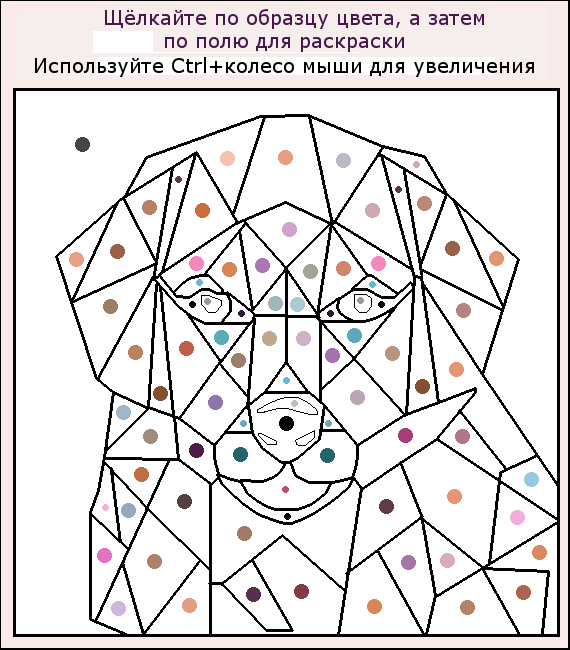 Щёлкайте по образцу цвета, а затем
по полю для раскраски
Используйте Ctrl+колесо мыши для увеличения